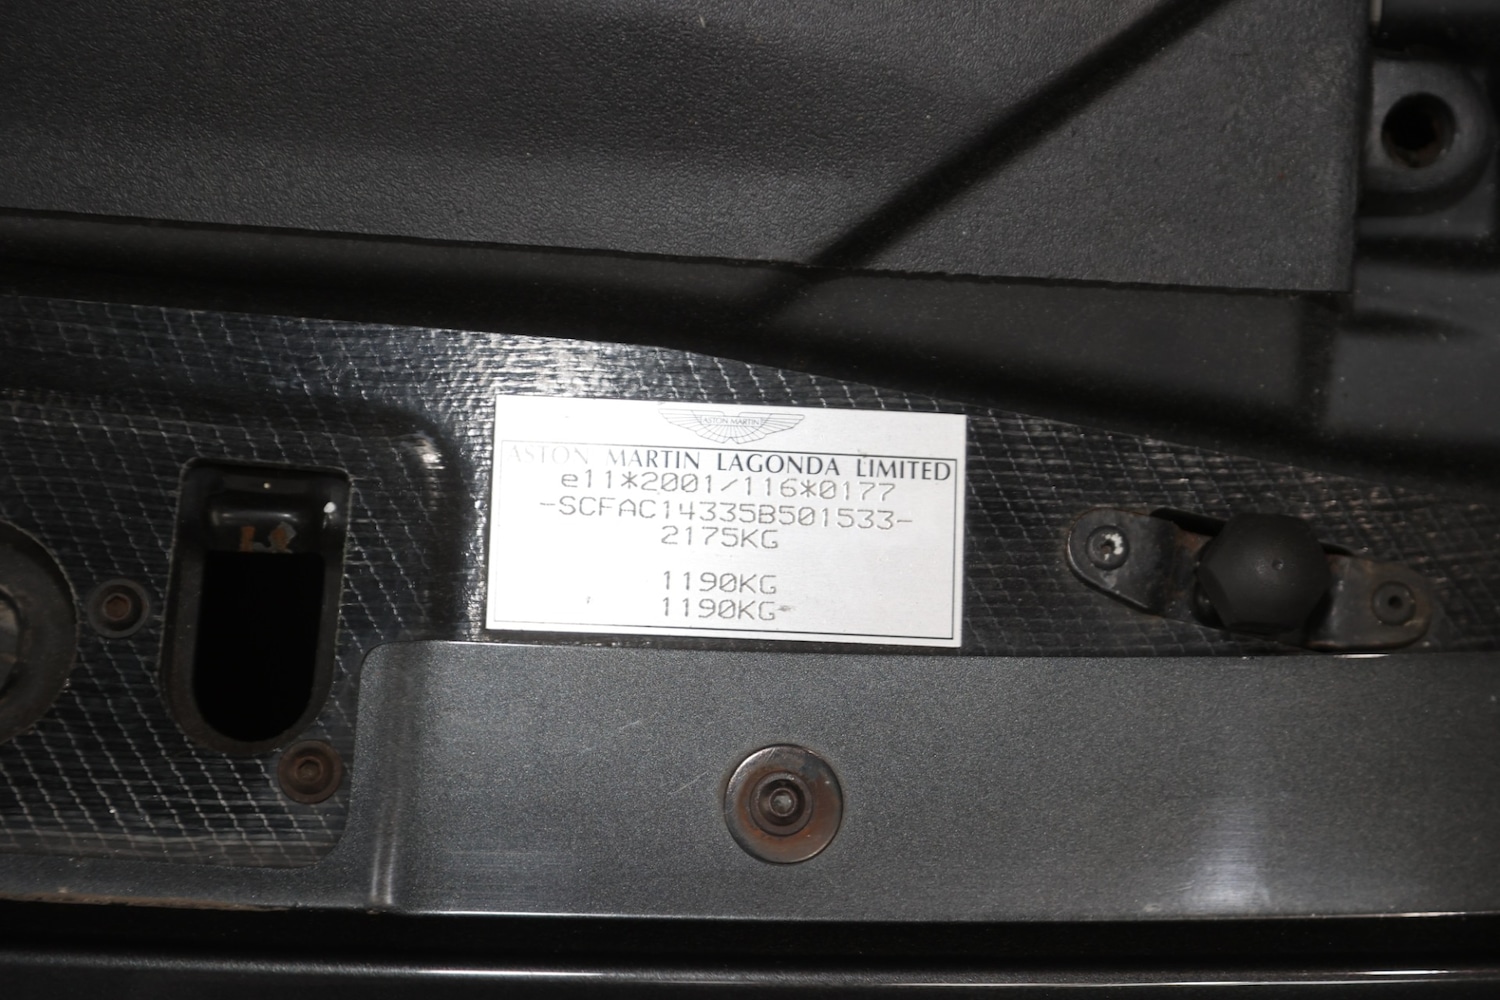 ASTON MARTIN
ASTON MARTIN LAGONDA LIMITED
e11*2001/116*0177
-SCFAC14335B501533-
2175KG
1190KG
1190KG